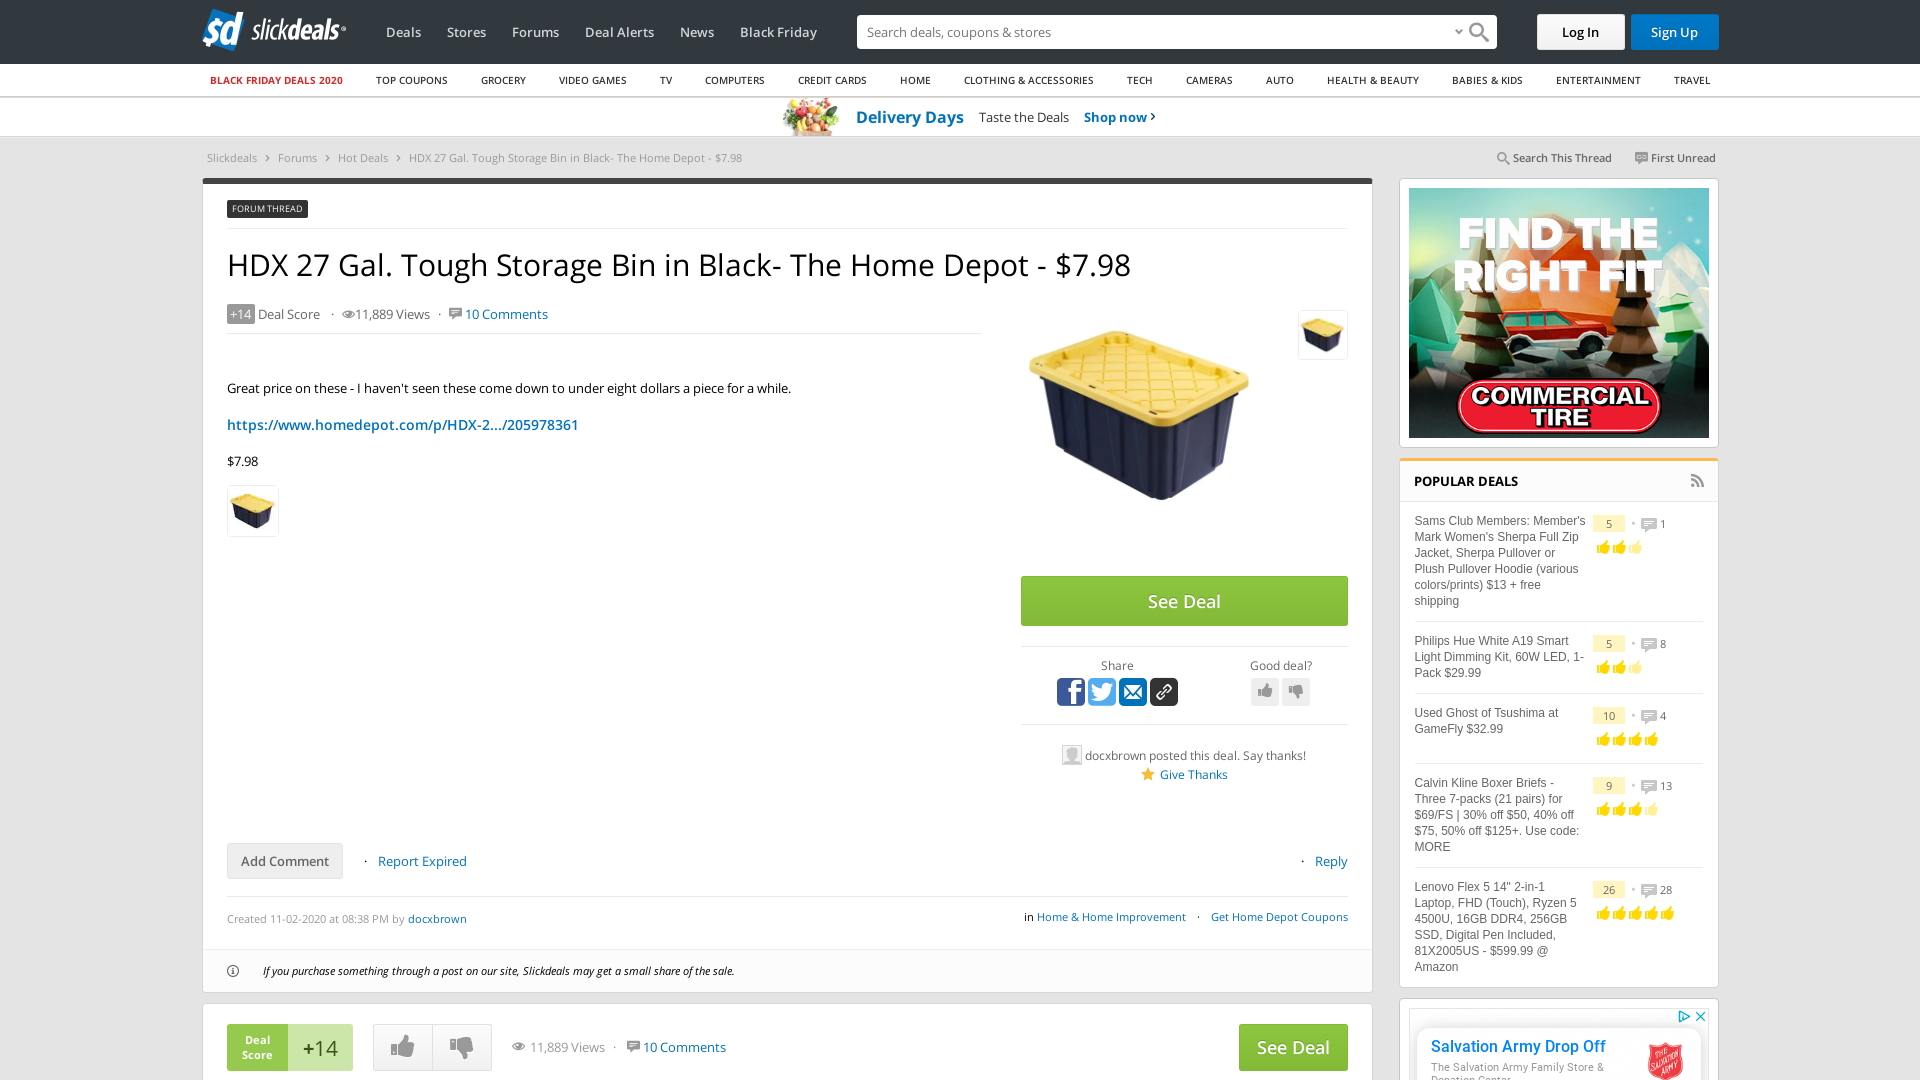 slickdeals
Deals
Stores
Forums
Deal Alerts
News
Black Friday
Search deals, coupons & stores
Log In
Sign Up
BLACK FRIDAY DEALS 2020
TOP COUPONS
GROCERY
VIDEO GAMES
TV
COMPUTERS
CREDIT CARDS
HOME
CLOTHING & ACCESSORIES
TECH
CAMERAS
AUTO
HEALTH & BEAUTY
BABIES & KIDS
ENTERTAINMENT
TRAVEL
Delivery Days Taste the Deals Shop now ›
Slickdeals › Forums › Hot Deals › HDX 27 Gal. Tough Storage Bin in Black- The Home Depot - $7.98
Search This Thread
First Unread
FORUM THREAD
HDX 27 Gal. Tough Storage Bin in Black- The Home Depot - $7.98
+14 Deal Score · 11,889 Views · 10 Comments
Great price on these - I haven't seen these come down to under eight dollars a piece for a while.
https://www.homedepot.com/p/HDX-2.../205978361
$7.98
See Deal
Share
Good deal?
docxbrown posted this deal. Say thanks!
Give Thanks
Add Comment · Report Expired
· Reply
Created 11-02-2020 at 08:38 PM by docxbrown
in Home & Home Improvement · Get Home Depot Coupons
If you purchase something through a post on our site, Slickdeals may get a small share of the sale.
Deal
Score
+14
11,889 Views · 10 Comments
See Deal
FIND THE
RIGHT FIT
COMMERCIAL
TIRE
POPULAR DEALS
Sams Club Members: Member's
Mark Women's Sherpa Full Zip
Jacket, Sherpa Pullover or
Plush Pullover Hoodie (various
colors/prints) $13 + free
shipping
5 • 1
Philips Hue White A19 Smart
Light Dimming Kit, 60W LED, 1-
Pack $29.99
5 • 8
Used Ghost of Tsushima at
GameFly $32.99
10 • 4
Calvin Kline Boxer Briefs -
Three 7-packs (21 pairs) for
$69/FS | 30% off $50, 40% off
$75, 50% off $125+. Use code:
MORE
9 • 13
Lenovo Flex 5 14" 2-in-1
Laptop, FHD (Touch), Ryzen 5
4500U, 16GB DDR4, 256GB
SSD, Digital Pen Included,
81X2005US - $599.99 @
Amazon
26 • 28
Salvation Army Drop Off
The Salvation Army Family Store &
Donation Center